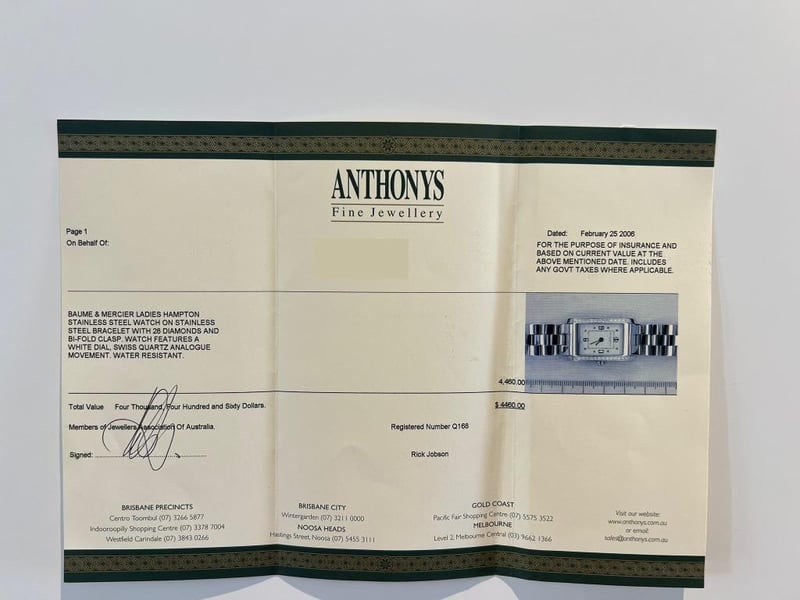 ANTHONYS
Fine Jewellery
Page 1
On Behalf Of:
Dated: February 25 2006
FOR THE PURPOSE OF INSURANCE AND
BASED ON CURRENT VALUE AT THE
ABOVE MENTIONED DATE. INCLUDES
ANY GOVT TAXES WHERE APPLICABLE.
BAUME & MERCIER LADIES HAMPTON
STAINLESS STEEL WATCH ON STAINLESS
STEEL BRACELET WITH 28 DIAMONDS AND
BI-FOLD CLASP. WATCH FEATURES A
WHITE DIAL, SWISS QUARTZ ANALOGUE
MOVEMENT. WATER RESISTANT.
4,460.00
Total Value Four Thousand, Four Hundred and Sixty Dollars.
$ 4460.00
Members of Jewellers Association Of Australia.
Registered Number Q168
Signed:
Rick Jobson
BRISBANE PRECINCTS
Centro Toombul (07) 3266 5877
Indooroopilly Shopping Centre (07) 3378 7004
Westfield Carindale (07) 3843 0266
BRISBANE CITY
Wintergarden (07) 3211 0000
NOOSA HEADS
Hastings Street, Noosa (07) 5455 3111
GOLD COAST
Pacific Fair Shopping Centre (07) 5575 3522
MELBOURNE
Level 2, Melbourne Central (03) 9662 1366
Visit our website:
www.anthonys.com.au
or email:
sales@anthonys.com.au